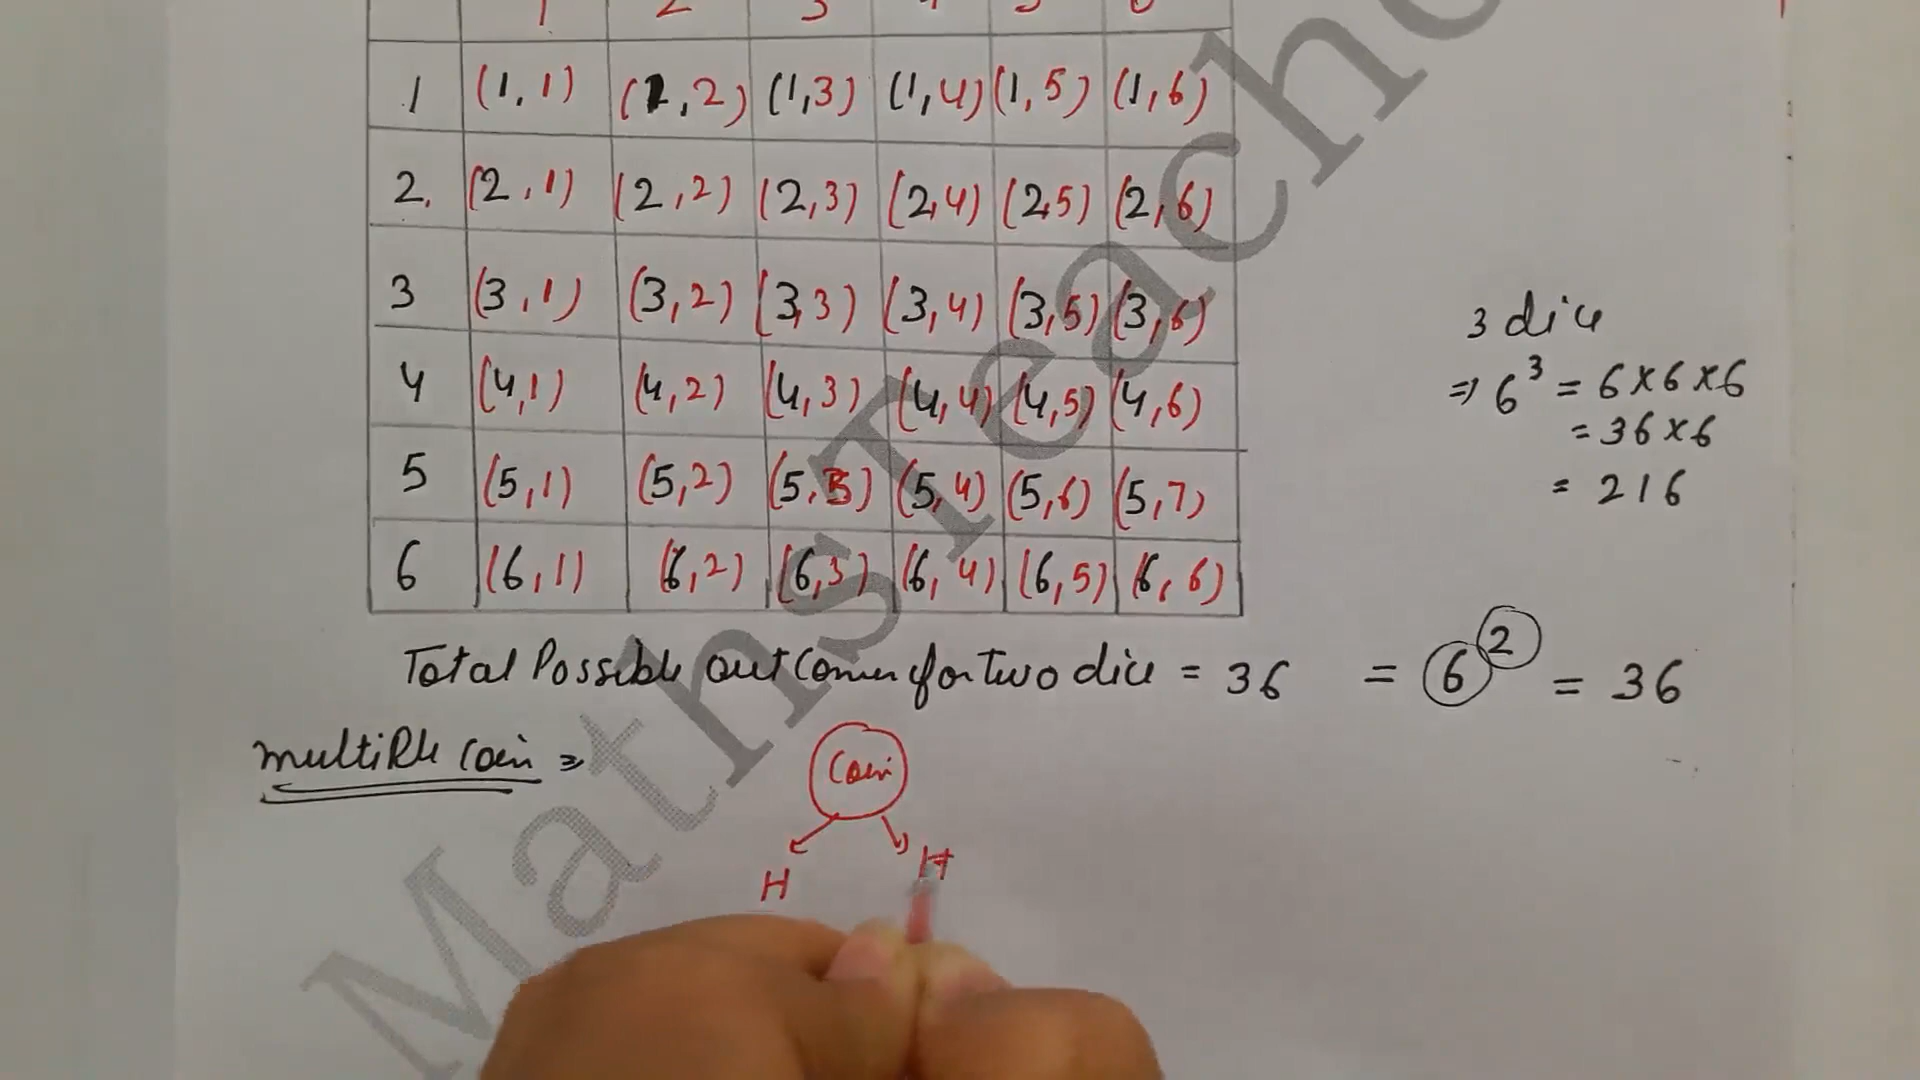 1 2 3 4 5 6
1 (1,1) (1,2) (1,3) (1,4) (1,5) (1,6)
2. (2,1) (2,2) (2,3) (2,4) (2,5) (2,6)
3 (3,1) (3,2) (3,3) (3,4) (3,5) (3,6)
4 (4,1) (4,2) (4,3) (4,4) (4,5) (4,6)
5 (5,1) (5,2) (5,3) (5,4) (5,6) (5,7)
6 (6,1) (6,2) (6,3) (6,4) (6,5) (6,6)
3 dice
⇒ 6³ = 6×6×6
= 36×6
= 216
Total Possible outcomes for Two dice = 36 = 6² = 36
multiple coin ⇒
Coin
H
MathsTeache